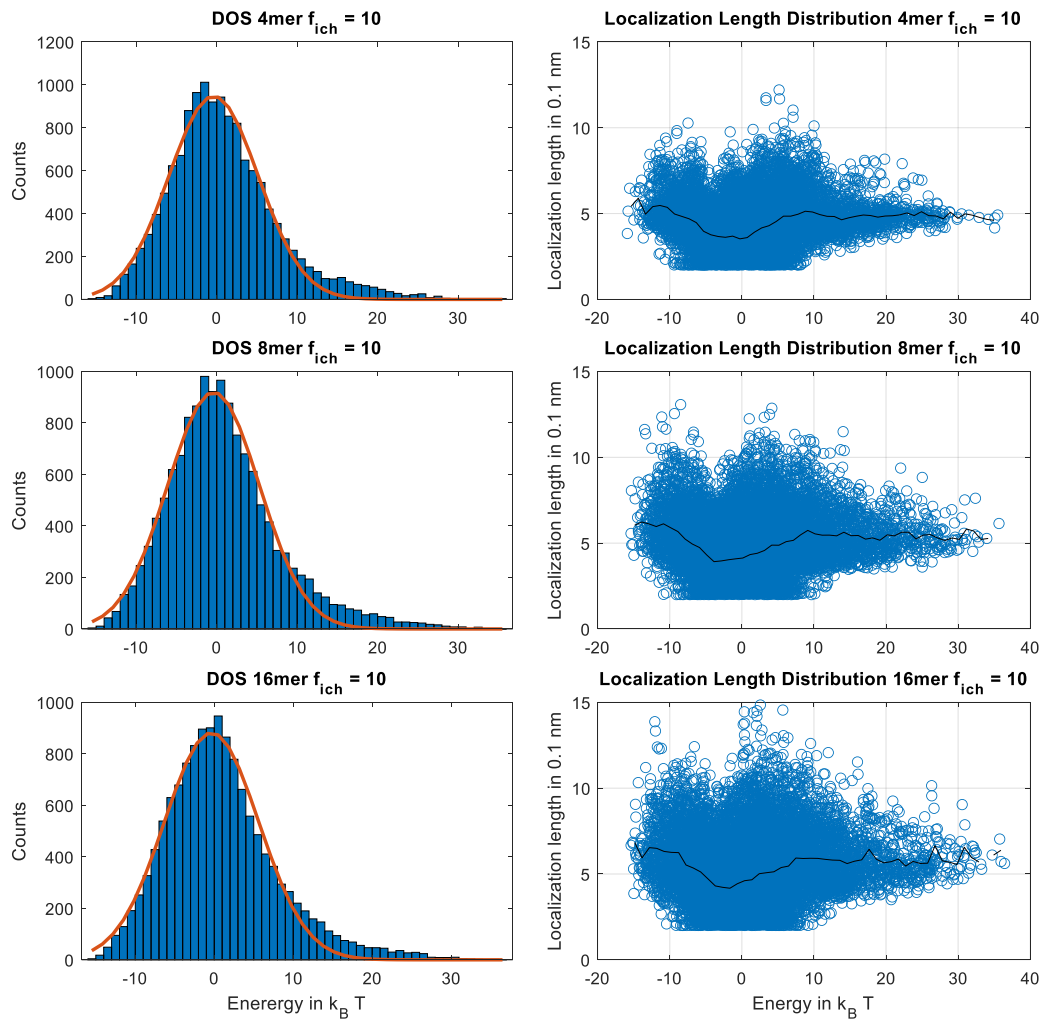 DOS 4mer f_ich = 10
Counts
1200
1000
800
600
400
200
0
-10 0 10 20 30
Localization Length Distribution 4mer f_ich = 10
Localization length in 0.1 nm
15
10
5
0
-20 -10 0 10 20 30 40
DOS 8mer f_ich = 10
Counts
1000
800
600
400
200
0
-10 0 10 20 30
Localization Length Distribution 8mer f_ich = 10
Localization length in 0.1 nm
15
10
5
0
-20 -10 0 10 20 30 40
DOS 16mer f_ich = 10
Counts
1000
800
600
400
200
0
-10 0 10 20 30
Enerergy in k_B T
Localization Length Distribution 16mer f_ich = 10
Localization length in 0.1 nm
15
10
5
0
-20 -10 0 10 20 30 40
Energy in k_B T